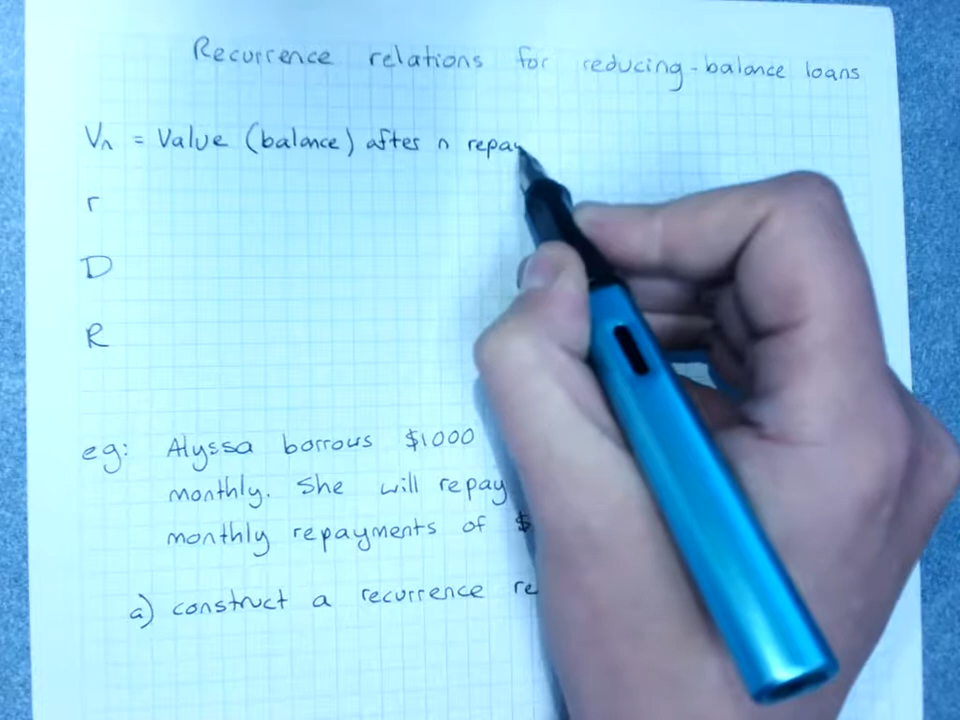 Recurrence relations for reducing-balance loans
Vn = Value (balance) after n repay
r
D
R
eg: Alyssa borrows $1000
monthly. She will repay
monthly repayments of $
a) construct a recurrence re